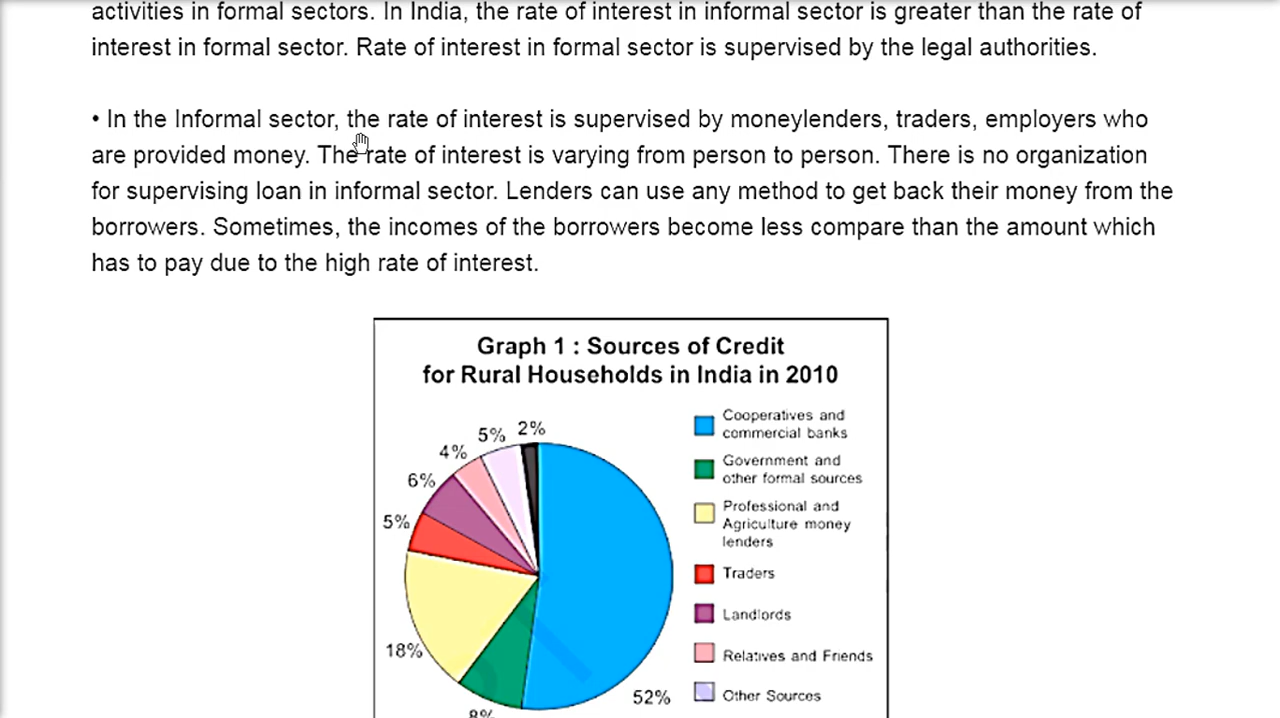 activities in formal sectors. In India, the rate of interest in informal sector is greater than the rate of
interest in formal sector. Rate of interest in formal sector is supervised by the legal authorities.
• In the Informal sector, the rate of interest is supervised by moneylenders, traders, employers who
are provided money. The rate of interest is varying from person to person. There is no organization
for supervising loan in informal sector. Lenders can use any method to get back their money from the
borrowers. Sometimes, the incomes of the borrowers become less compare than the amount which
has to pay due to the high rate of interest.
Graph 1 : Sources of Credit
for Rural Households in India in 2010
2%
5%
4%
6%
5%
18%
52%
8%
Cooperatives and
commercial banks
Government and
other formal sources
Professional and
Agriculture money
lenders
Traders
Landlords
Relatives and Friends
Other Sources